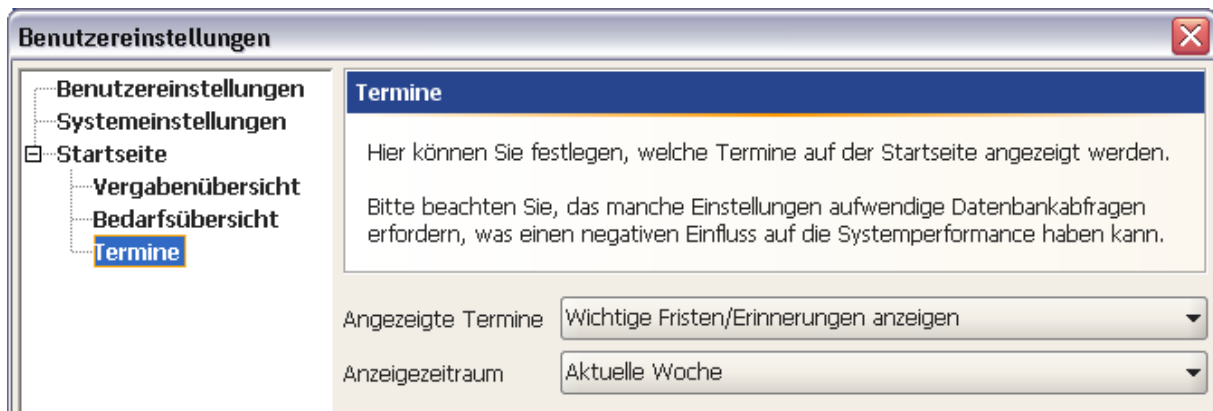 Benutzereinstellungen
Benutzereinstellungen
Systemeinstellungen
Startseite
Vergabenübersicht
Bedarfsübersicht
Termine
Termine
Hier können Sie festlegen, welche Termine auf der Startseite angezeigt werden.
Bitte beachten Sie, das manche Einstellungen aufwendige Datenbankabfragen
erfordern, was einen negativen Einfluss auf die Systemperformance haben kann.
Angezeigte Termine Wichtige Fristen/Erinnerungen anzeigen
Anzeigezeitraum Aktuelle Woche